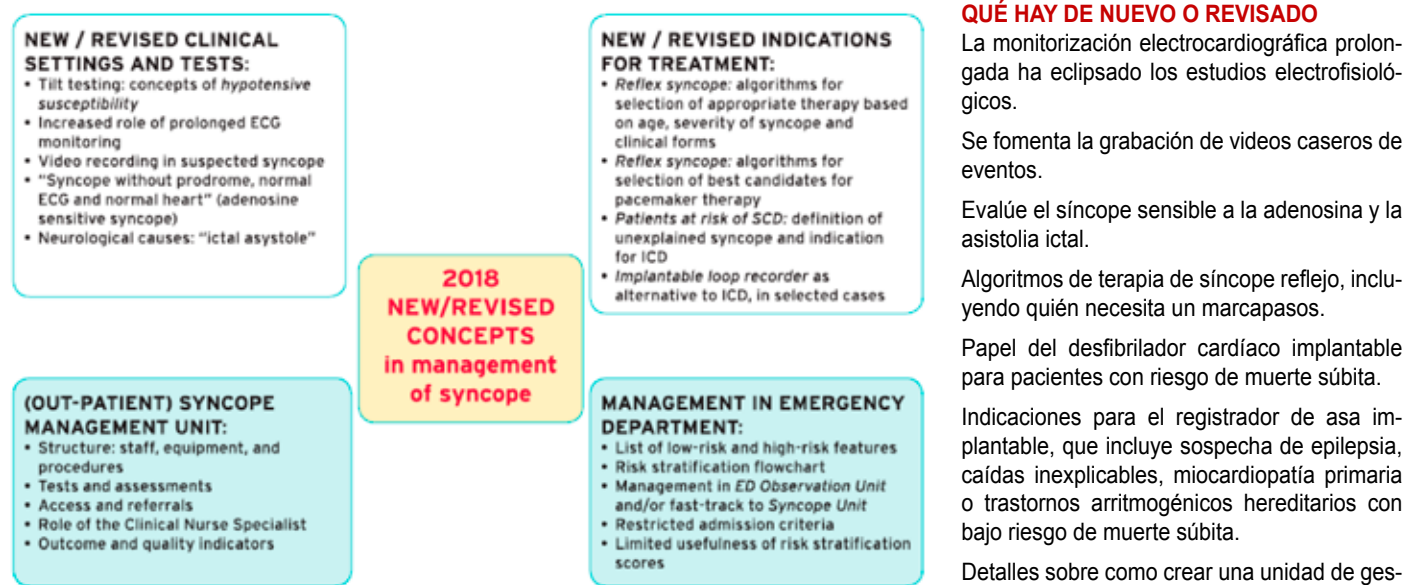 NEW / REVISED CLINICAL
SETTINGS AND TESTS:
• Tilt testing: concepts of hypotensive
susceptibility
• Increased role of prolonged ECG
monitoring
• Video recording in suspected syncope
• "Syncope without prodrome, normal
ECG and normal heart" (adenosine
sensitive syncope)
• Neurological causes: "ictal asystole"
NEW / REVISED INDICATIONS
FOR TREATMENT:
• Reflex syncope: algorithms for
selection of appropriate therapy based
on age, severity of syncope and
clinical forms
• Reflex syncope: algorithms for
selection of best candidates for
pacemaker therapy
• Patients at risk of SCD: definition of
unexplained syncope and indication
for ICD
• Implantable loop recorder as
alternative to ICD, in selected cases
2018
NEW/REVISED
CONCEPTS
in management
of syncope
(OUT-PATIENT) SYNCOPE
MANAGEMENT UNIT:
• Structure: staff, equipment, and
procedures
• Tests and assessments
• Access and referrals
• Role of the Clinical Nurse Specialist
• Outcome and quality indicators
MANAGEMENT IN EMERGENCY
DEPARTMENT:
• List of low-risk and high-risk features
• Risk stratification flowchart
• Management in ED Observation Unit
and/or fast-track to Syncope Unit
• Restricted admission criteria
• Limited usefulness of risk stratification
scores
QUÉ HAY DE NUEVO O REVISADO
La monitorización electrocardiográfica prolon-
gada ha eclipsado los estudios electrofisioló-
gicos.
Se fomenta la grabación de videos caseros de
eventos.
Evalúe el síncope sensible a la adenosina y la
asistolia ictal.
Algoritmos de terapia de síncope reflejo, inclu-
yendo quién necesita un marcapasos.
Papel del desfibrilador cardíaco implantable
para pacientes con riesgo de muerte súbita.
Indicaciones para el registrador de asa im-
plantable, que incluye sospecha de epilepsia,
caídas inexplicables, miocardiopatía primaria
o trastornos arritmogénicos hereditarios con
bajo riesgo de muerte súbita.
Detalles sobre como crear una unidad de ges-